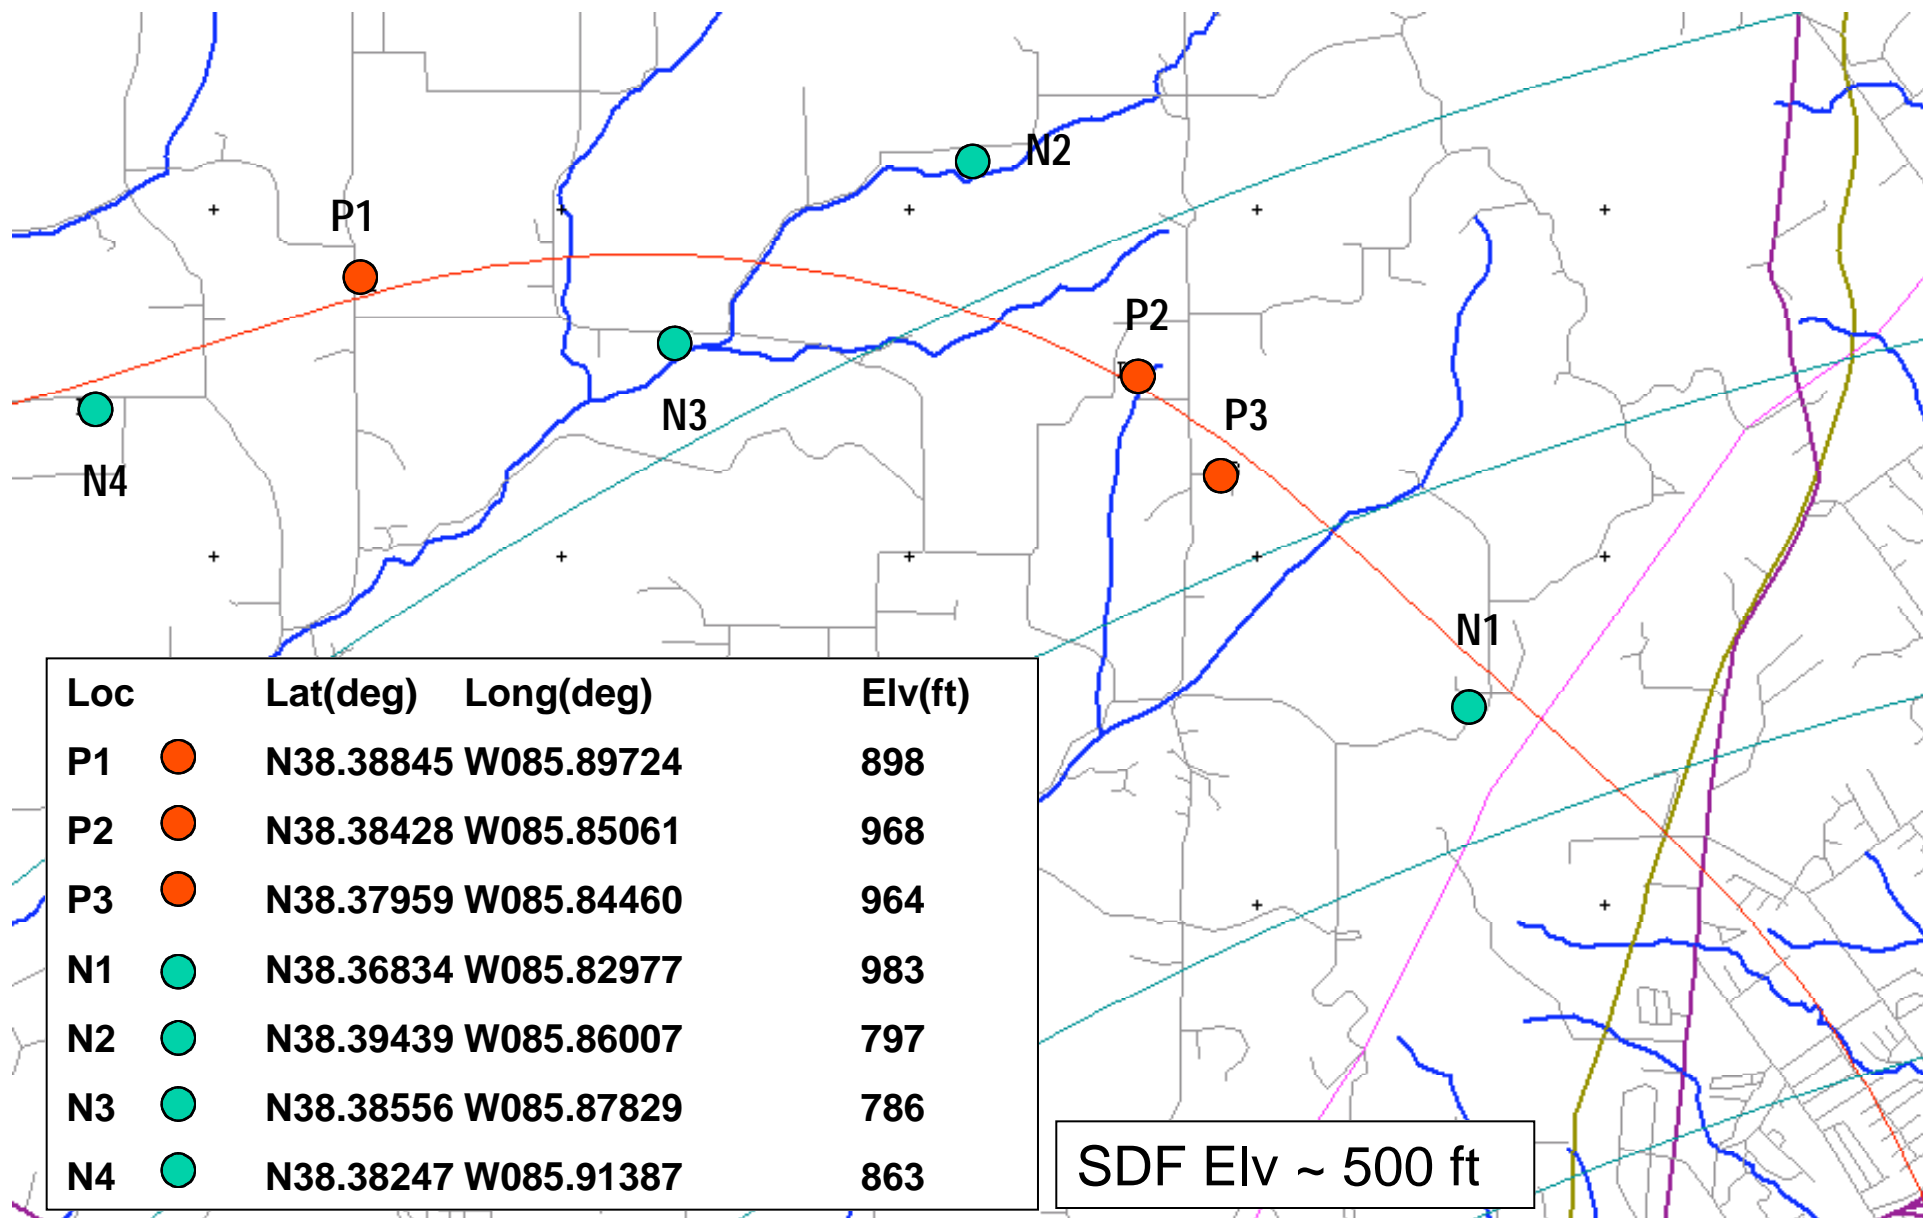 N2
P1
P2
N3
P3
N4
N1
Loc Lat(deg) Long(deg) Elv(ft)
P1 N38.38845 W085.89724 898
P2 N38.38428 W085.85061 968
P3 N38.37959 W085.84460 964
N1 N38.36834 W085.82977 983
N2 N38.39439 W085.86007 797
N3 N38.38556 W085.87829 786
N4 N38.38247 W085.91387 863
SDF Elv ~ 500 ft